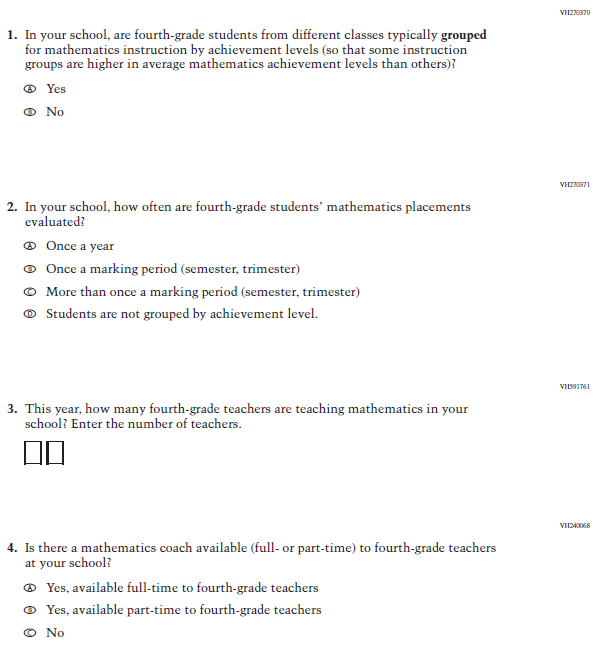 VH270370
1. In your school, are fourth-grade students from different classes typically grouped
for mathematics instruction by achievement levels (so that some instruction
groups are higher in average mathematics achievement levels than others)?
A Yes
B No
VH270371
2. In your school, how often are fourth-grade students’ mathematics placements
evaluated?
A Once a year
B Once a marking period (semester, trimester)
C More than once a marking period (semester, trimester)
D Students are not grouped by achievement level.
VH591761
3. This year, how many fourth-grade teachers are teaching mathematics in your
school? Enter the number of teachers.
VH240068
4. Is there a mathematics coach available (full- or part-time) to fourth-grade teachers
at your school?
A Yes, available full-time to fourth-grade teachers
B Yes, available part-time to fourth-grade teachers
C No